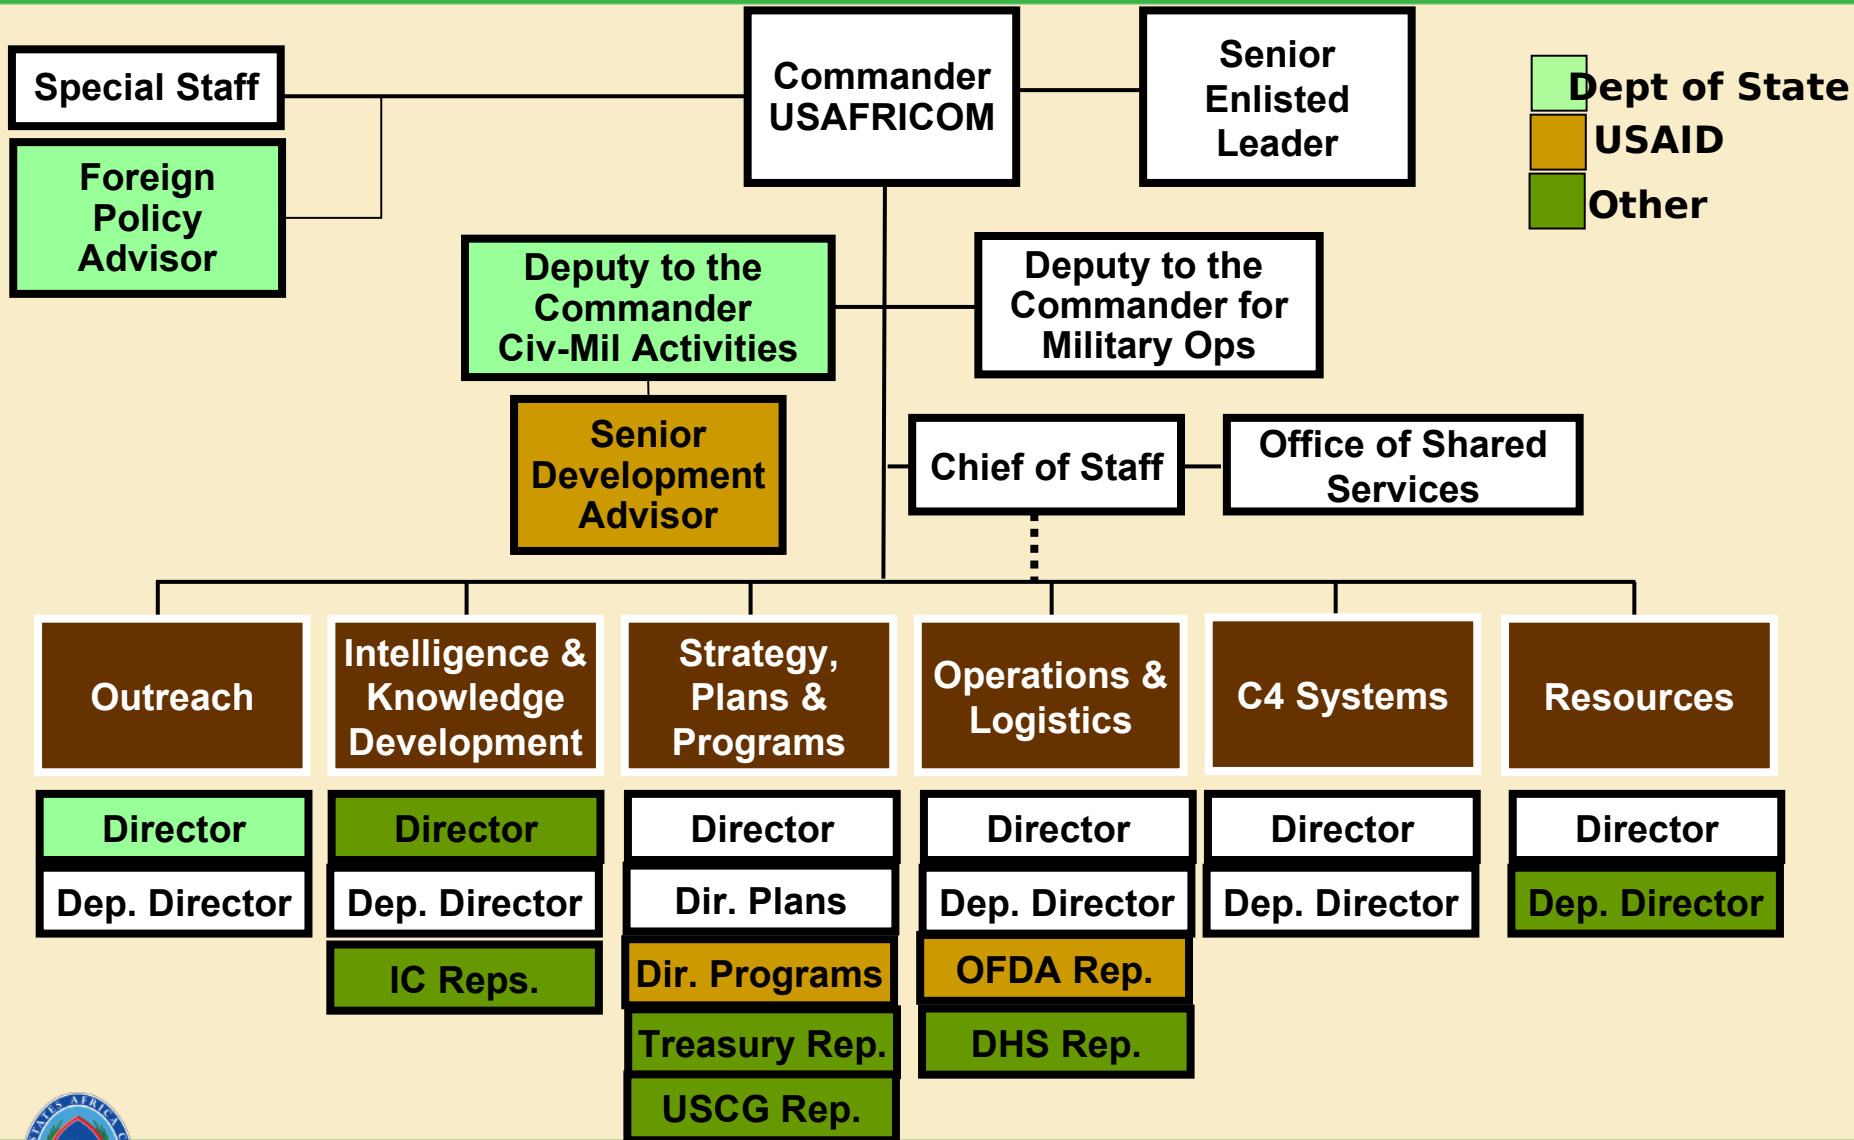 Special Staff
Commander
USAFRICOM
Senior
Enlisted
Leader
Dept of State
USAID
Other
Foreign
Policy
Advisor
Deputy to the
Commander
Civ-Mil Activities
Deputy to the
Commander for
Military Ops
Senior
Development
Advisor
Chief of Staff
Office of Shared
Services
Outreach
Intelligence &
Knowledge
Development
Strategy,
Plans &
Programs
Operations &
Logistics
C4 Systems
Resources
Director
Dep. Director
Director
Dep. Director
IC Reps.
Director
Dir. Plans
Dir. Programs
Treasury Rep.
USCG Rep.
Director
Dep. Director
OFDA Rep.
DHS Rep.
Director
Dep. Director
Director
Dep. Director
STATES AFRICA C